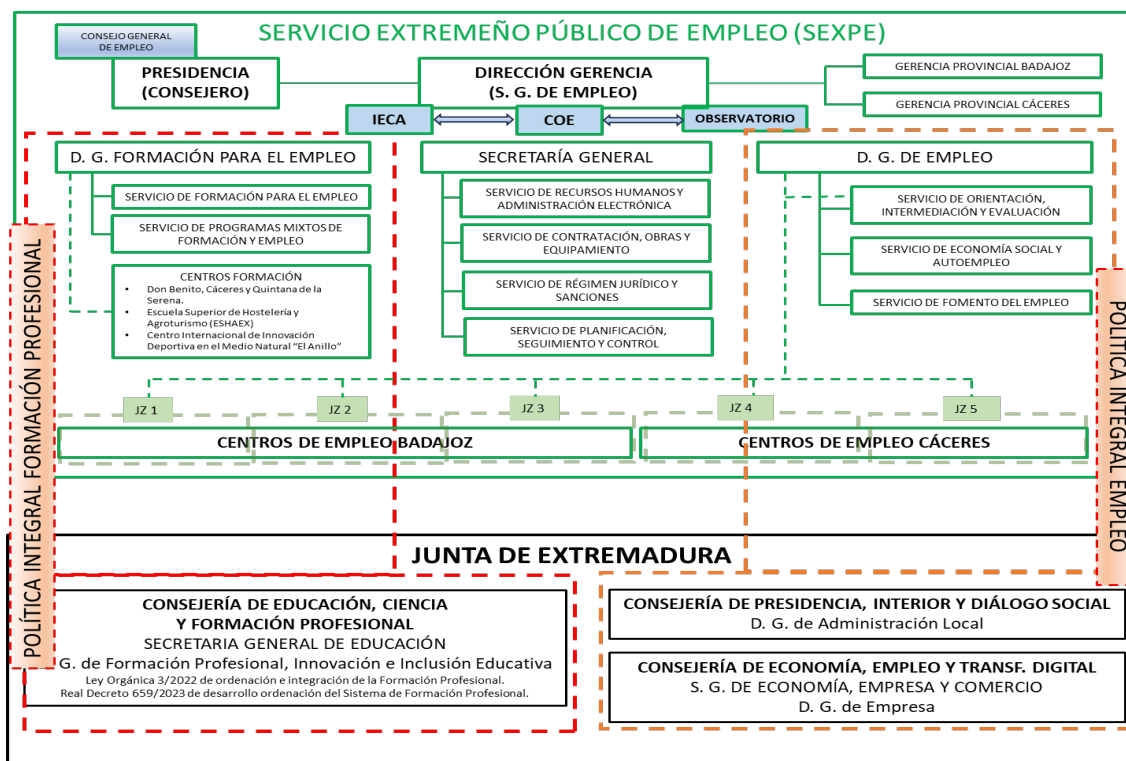 SERVICIO EXTREMEÑO PÚBLICO DE EMPLEO (SEXPE)
CONSEJO GENERAL
DE EMPLEO
PRESIDENCIA
(CONSEJERO)
DIRECCIÓN GERENCIA
(S. G. DE EMPLEO)
GERENCIA PROVINCIAL BADAJOZ
GERENCIA PROVINCIAL CÁCERES
IECA
COE
OBSERVATORIO
D. G. FORMACIÓN PARA EL EMPLEO
SERVICIO DE FORMACIÓN PARA EL EMPLEO
SERVICIO DE PROGRAMAS MIXTOS
DE FORMACIÓN Y EMPLEO
CENTROS FORMACIÓN
• Don Benito, Cáceres y Quintana de la
Serena.
• Escuela Superior de Hostelería y
Agroturismo (ESHAEX)
• Centro Internacional de Innovación
Deportiva en el Medio Natural “El Anillo”
SECRETARÍA GENERAL
SERVICIO DE RECURSOS HUMANOS Y
ADMINISTRACIÓN ELECTRÓNICA
SERVICIO DE CONTRATACIÓN, OBRAS Y
EQUIPAMIENTO
SERVICIO DE RÉGIMEN JURÍDICO Y
SANCIONES
SERVICIO DE PLANIFICACIÓN,
SEGUIMIENTO Y CONTROL
D. G. DE EMPLEO
SERVICIO DE ORIENTACIÓN,
INTERMEDIACIÓN Y EVALUACIÓN
SERVICIO DE ECONOMÍA SOCIAL Y
AUTOEMPLEO
SERVICIO DE FOMENTO DEL EMPLEO
POLÍTICA INTEGRAL FORMACIÓN PROFESIONAL
POLÍTICA INTEGRAL EMPLEO
JZ 1
JZ 2
JZ 3
JZ 4
JZ 5
CENTROS DE EMPLEO BADAJOZ
CENTROS DE EMPLEO CÁCERES
JUNTA DE EXTREMADURA
CONSEJERÍA DE EDUCACIÓN, CIENCIA
Y FORMACIÓN PROFESIONAL
SECRETARIA GENERAL DE EDUCACIÓN
G. de Formación Profesional, Innovación e Inclusión Educativa
Ley Orgánica 3/2022 de ordenación e integración de la Formación Profesional.
Real Decreto 659/2023 de desarrollo ordenación del Sistema de Formación Profesional.
CONSEJERÍA DE PRESIDENCIA, INTERIOR Y DIÁLOGO SOCIAL
D. G. de Administración Local
CONSEJERÍA DE ECONOMÍA, EMPLEO Y TRANSF. DIGITAL
S. G. DE ECONOMÍA, EMPRESA Y COMERCIO
D. G. de Empresa